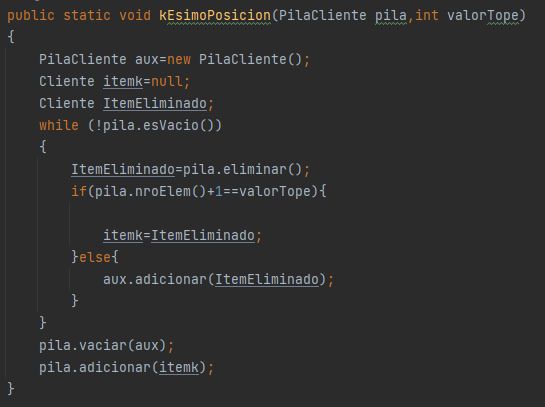 public static void kEsimoPosicion(PilaCliente pila,int valorTope)
{
    PilaCliente aux=new PilaCliente();
    Cliente itemk=null;
    Cliente ItemEliminado;
    while (!pila.esVacio())
    {
        ItemEliminado=pila.eliminar();
        if(pila.nroElem()+1==valorTope){
            itemk=ItemEliminado;
        }else{
            aux.adicionar(ItemEliminado);
        }
    }
    pila.vaciar(aux);
    pila.adicionar(itemk);
}